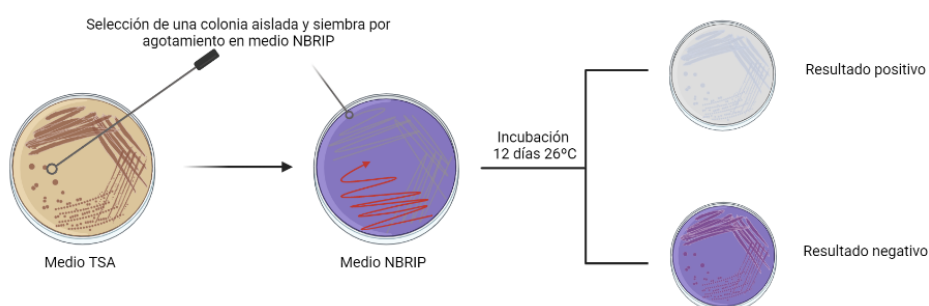 Selección de una colonia aislada y siembra por
agotamiento en medio NBRIP
Resultado positivo
Incubación
12 días 26ºC
Medio TSA
Medio NBRIP
Resultado negativo